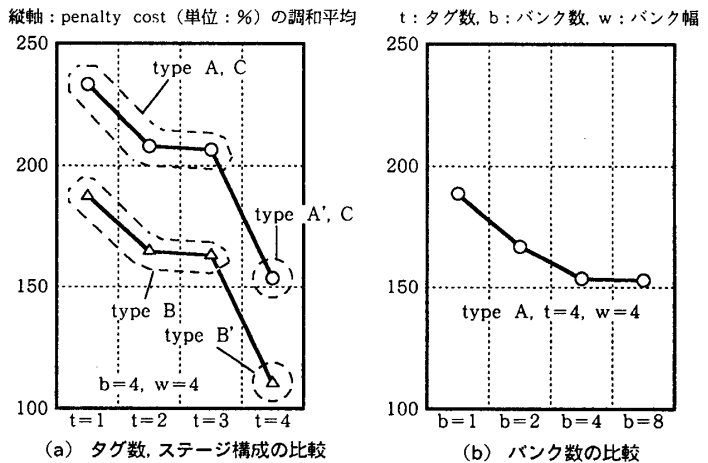 縦軸：penalty cost（単位：％）の調和平均
t：タグ数, b：バンク数, w：バンク幅
250
200
150
100
type A, C
type A', C
type B
type B'
b=4, w=4
t=1 t=2 t=3 t=4
(a) タグ数, ステージ構成の比較
250
200
150
100
type A, t=4, w=4
b=1 b=2 b=4 b=8
(b) バンク数の比較